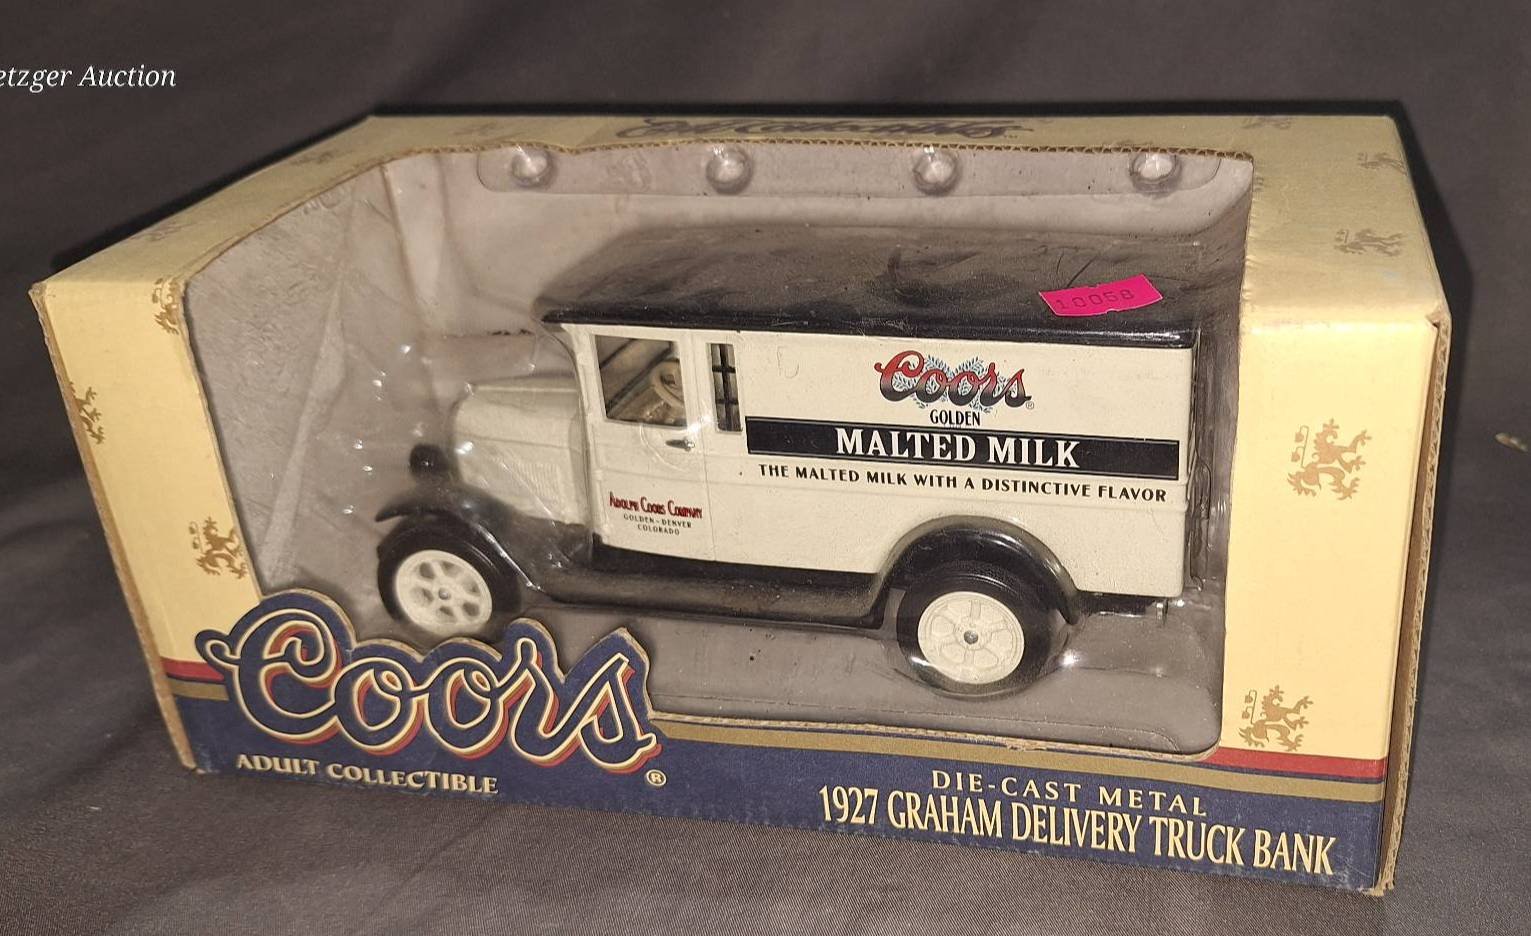 etzger Auction
10058
Coors ®
GOLDEN
MALTED MILK
THE MALTED MILK WITH A DISTINCTIVE FLAVOR
ADOLPH COORS COMPANY
GOLDEN - DENVER
COLORADO
Coors ®
ADULT COLLECTIBLE
DIE-CAST METAL
1927 GRAHAM DELIVERY TRUCK BANK